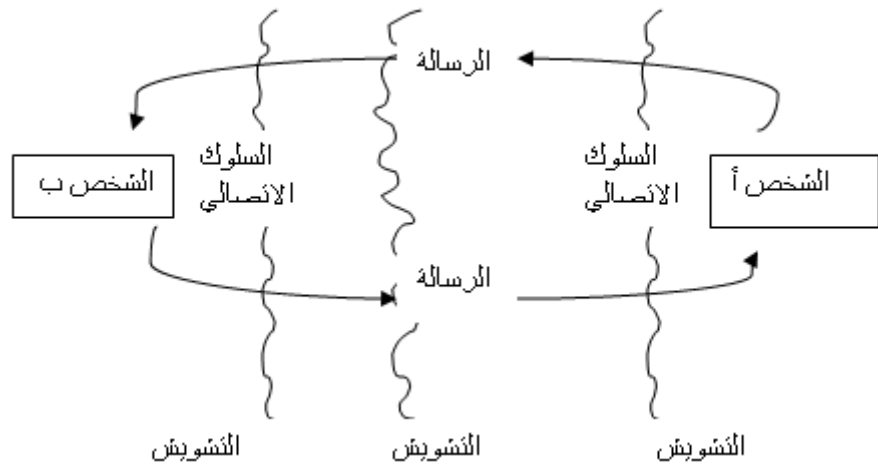 الرسالة
السلوك
الاتصالي
الشخص أ
السلوك
الاتصالي
الشخص ب
الرسالة
التشويش
التشويش
التشويش